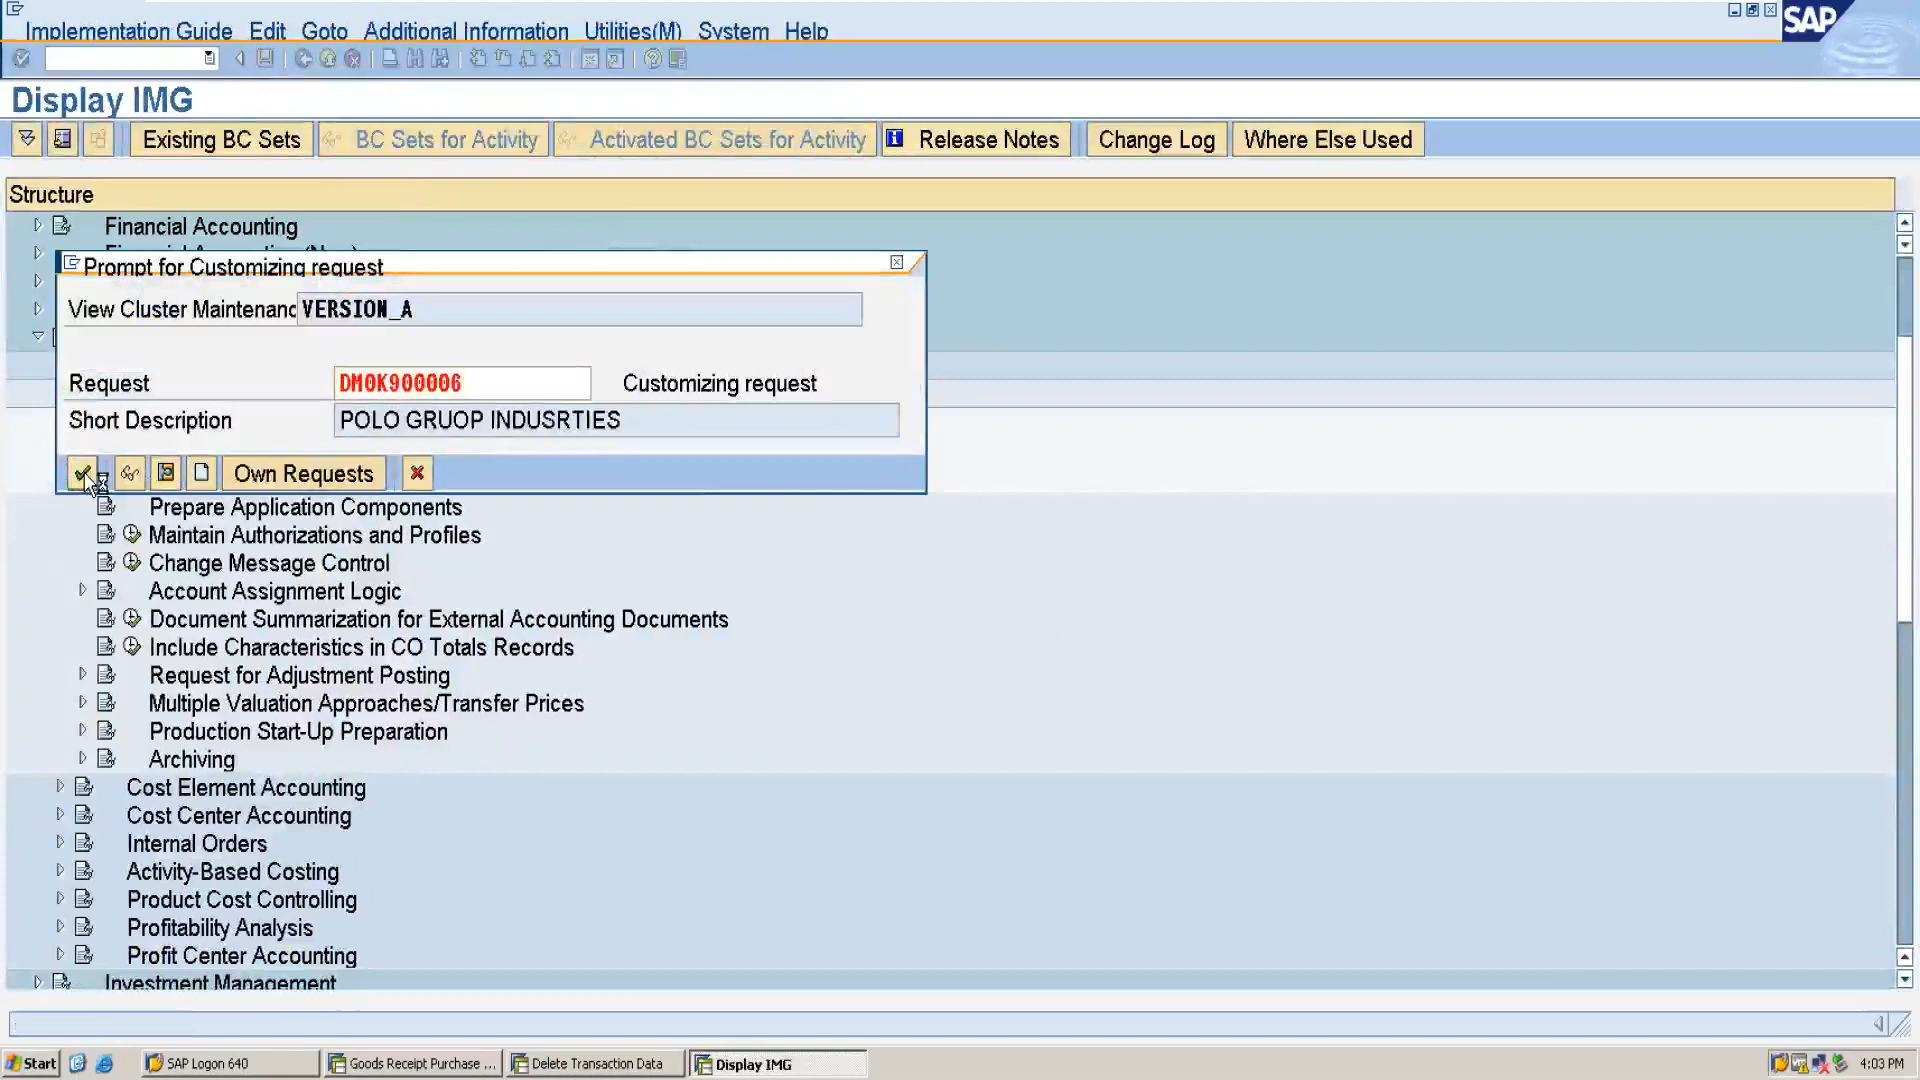 Implementation Guide Edit Goto Additional Information Utilities(M) System Help
SAP
Display IMG
Existing BC Sets BC Sets for Activity Activated BC Sets for Activity Release Notes Change Log Where Else Used
Structure
Financial Accounting
Prompt for Customizing request
View Cluster Maintenanc VERSION_A
Request DM0K900006 Customizing request
Short Description POLO GRUOP INDUSRTIES
Own Requests
Prepare Application Components
Maintain Authorizations and Profiles
Change Message Control
Account Assignment Logic
Document Summarization for External Accounting Documents
Include Characteristics in CO Totals Records
Request for Adjustment Posting
Multiple Valuation Approaches/Transfer Prices
Production Start-Up Preparation
Archiving
Cost Element Accounting
Cost Center Accounting
Internal Orders
Activity-Based Costing
Product Cost Controlling
Profitability Analysis
Profit Center Accounting
Investment Management
Start SAP Logon 640 Goods Receipt Purchase ... Delete Transaction Data Display IMG 4:03 PM